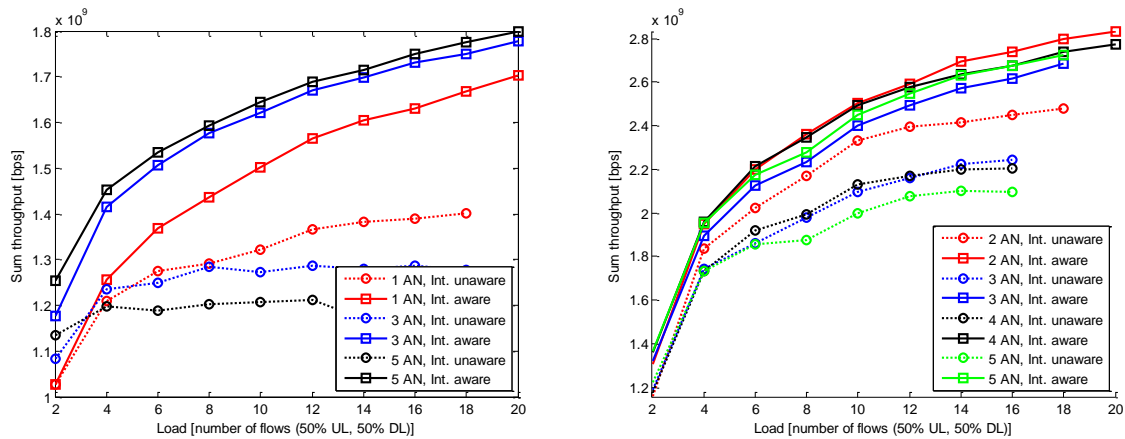 x 10^9
1.8
1.7
1.6
1.5
1.4
1.3
1.2
1.1
1
Sum throughput [bps]
2 4 6 8 10 12 14 16 18 20
Load [number of flows (50% UL, 50% DL)]
1 AN, Int. unaware
1 AN, Int. aware
3 AN, Int. unaware
3 AN, Int. aware
5 AN, Int. unaware
5 AN, Int. aware
x 10^9
2.8
2.6
2.4
2.2
2
1.8
1.6
1.4
1.2
Sum throughput [bps]
2 4 6 8 10 12 14 16 18 20
Load [number of flows (50% UL, 50% DL)]
2 AN, Int. unaware
2 AN, Int. aware
3 AN, Int. unaware
3 AN, Int. aware
4 AN, Int. unaware
4 AN, Int. aware
5 AN, Int. unaware
5 AN, Int. aware